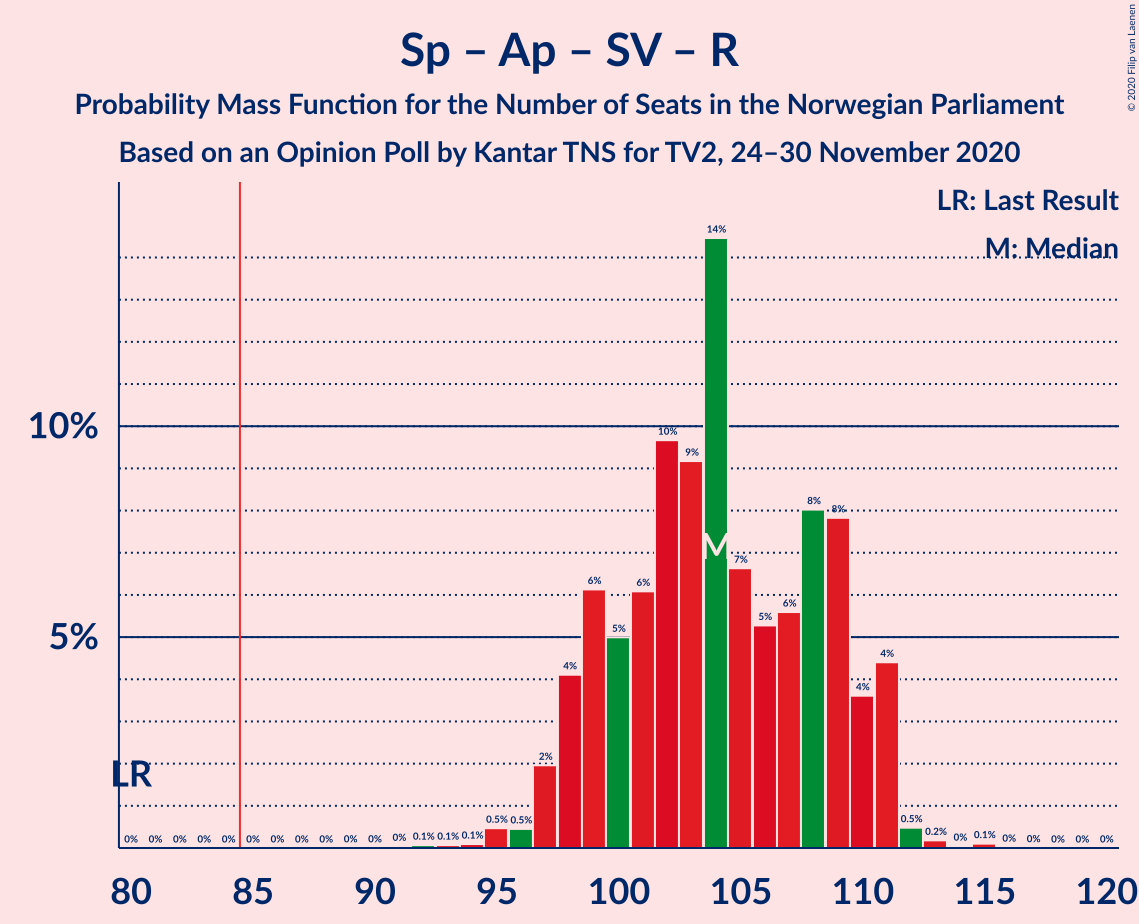 © 2020 Filip van Laenen
Sp – Ap – SV – R
Probability Mass Function for the Number of Seats in the Norwegian Parliament
Based on an Opinion Poll by Kantar TNS for TV2, 24–30 November 2020
LR: Last Result
M: Median
10%
5%
LR
M
0% 0% 0% 0% 0% 0% 0% 0% 0% 0% 0% 0% 0.1% 0.1% 0.1% 0.5% 0.5% 2% 4% 6% 5% 6% 10% 9% 14% 7% 5% 6% 8% 8% 4% 4% 0.5% 0.2% 0% 0.1% 0% 0% 0% 0% 0%
80 85 90 95 100 105 110 115 120